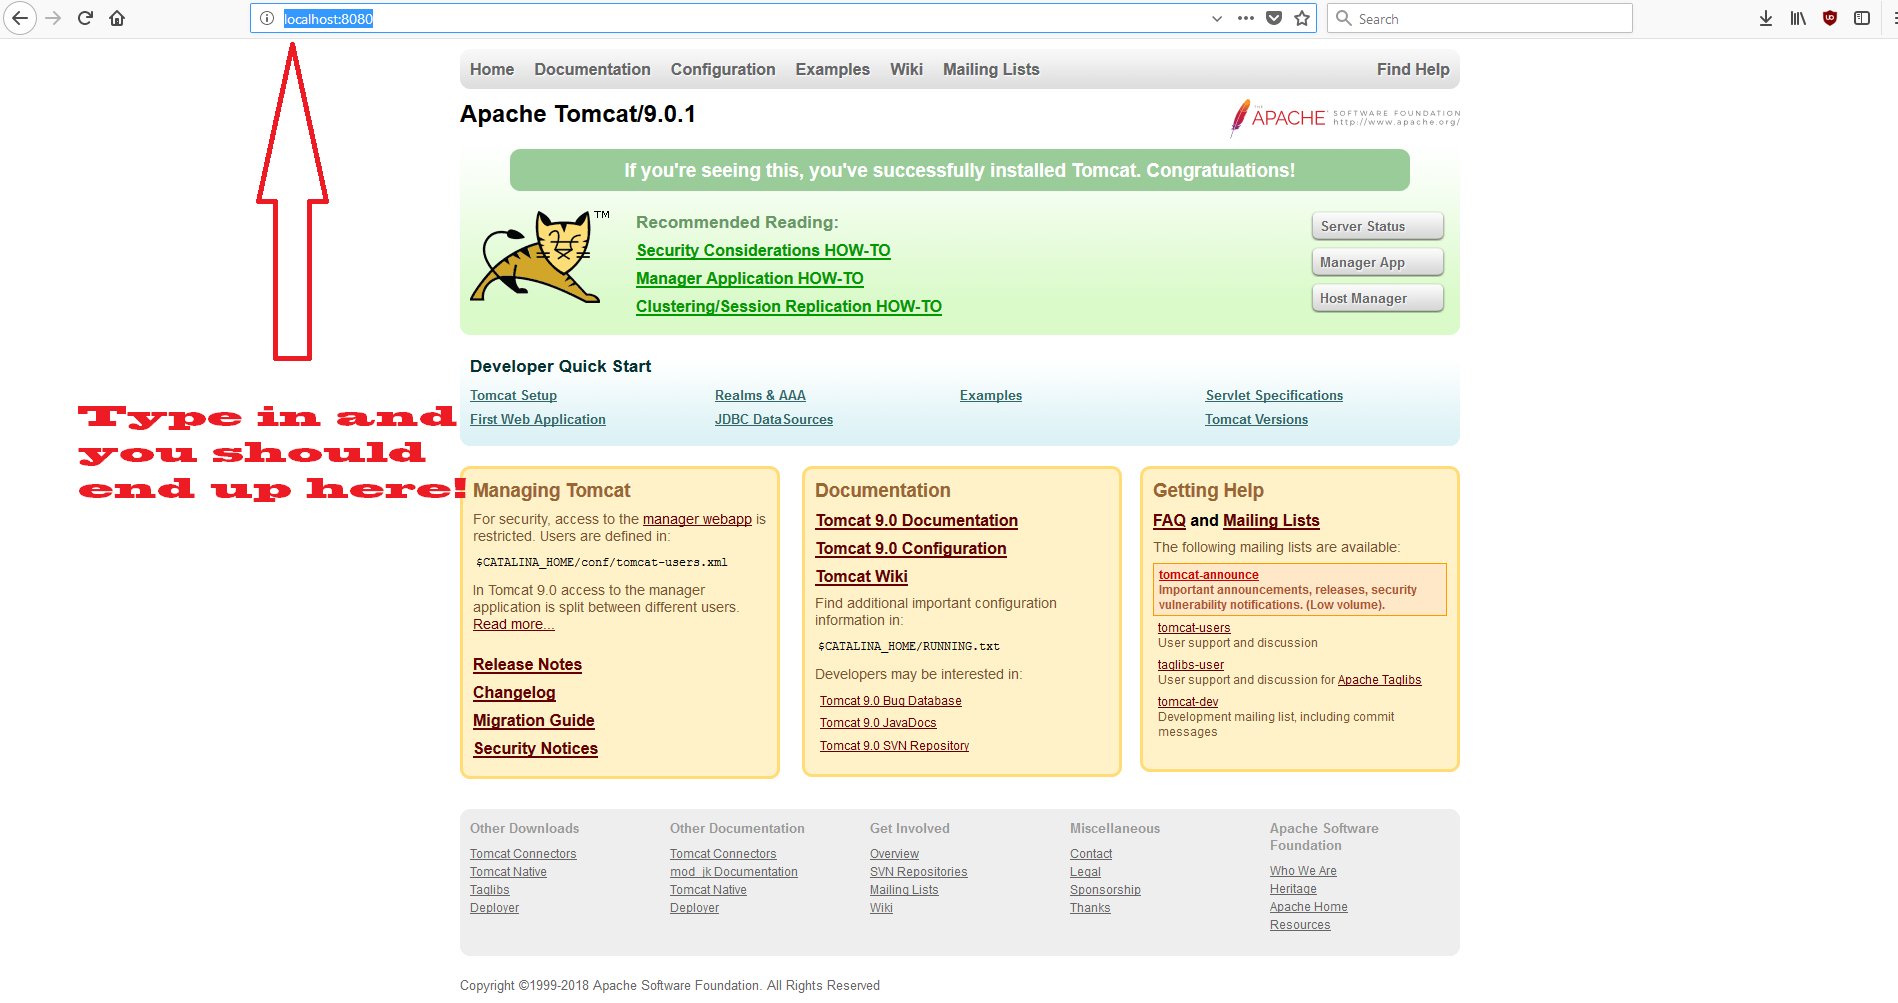 localhost:8080
Search
Home Documentation Configuration Examples Wiki Mailing Lists Find Help
Apache Tomcat/9.0.1
THE APACHE SOFTWARE FOUNDATION
http://www.apache.org/
If you're seeing this, you've successfully installed Tomcat. Congratulations!
TM
Recommended Reading:
Security Considerations HOW-TO
Manager Application HOW-TO
Clustering/Session Replication HOW-TO
Server Status
Manager App
Host Manager
Developer Quick Start
Tomcat Setup
First Web Application
Realms & AAA
JDBC DataSources
Examples
Servlet Specifications
Tomcat Versions
Type in and
you should
end up here!
Managing Tomcat
For security, access to the manager webapp is
restricted. Users are defined in:
$CATALINA_HOME/conf/tomcat-users.xml
In Tomcat 9.0 access to the manager
application is split between different users.
Read more...
Release Notes
Changelog
Migration Guide
Security Notices
Documentation
Tomcat 9.0 Documentation
Tomcat 9.0 Configuration
Tomcat Wiki
Find additional important configuration
information in:
$CATALINA_HOME/RUNNING.txt
Developers may be interested in:
Tomcat 9.0 Bug Database
Tomcat 9.0 JavaDocs
Tomcat 9.0 SVN Repository
Getting Help
FAQ and Mailing Lists
The following mailing lists are available:
tomcat-announce
Important announcements, releases, security
vulnerability notifications. (Low volume).
tomcat-users
User support and discussion
taglibs-user
User support and discussion for Apache Taglibs
tomcat-dev
Development mailing list, including commit
messages
Other Downloads
Tomcat Connectors
Tomcat Native
Taglibs
Deployer
Other Documentation
Tomcat Connectors
mod_jk Documentation
Tomcat Native
Deployer
Get Involved
Overview
SVN Repositories
Mailing Lists
Wiki
Miscellaneous
Contact
Legal
Sponsorship
Thanks
Apache Software
Foundation
Who We Are
Heritage
Apache Home
Resources
Copyright ©1999-2018 Apache Software Foundation. All Rights Reserved